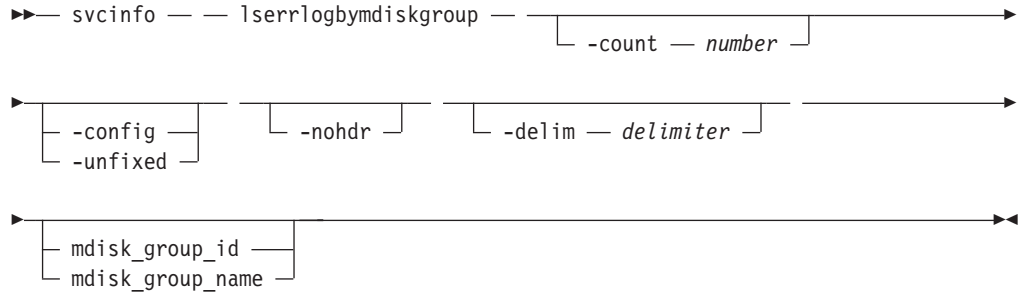 svcinfo lserrlogbymdiskgroup
-count number
-config -nohdr -delim delimiter
-unfixed
mdisk_group_id
mdisk_group_name